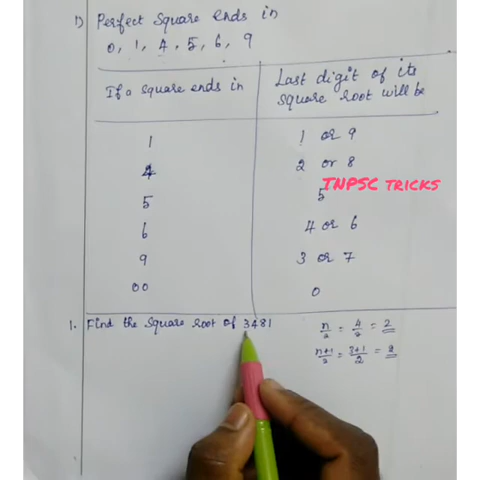 1) Perfect Square ends in
0, 1, 4, 5, 6, 9
If a square ends in
Last digit of its
square root will be
1
1 or 9
4
2 or 8
TNPSC TRICKS
5
5
6
4 or 6
9
3 or 7
00
0
1. Find the square root of 3481
n/2 = 4/2 = 2
n+1/2 = 3+1/2 = 2